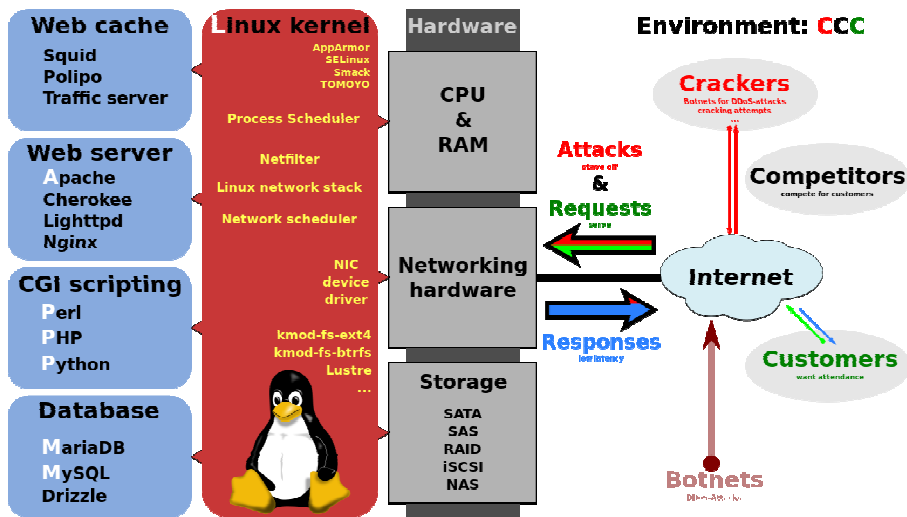 Web cache
Squid
Polipo
Traffic server
Web server
Apache
Cherokee
Lighttpd
Nginx
CGI scripting
Perl
PHP
Python
Database
MariaDB
MySQL
Drizzle
Linux kernel
AppArmor
SELinux
Smack
TOMOYO
Process Scheduler
Netfilter
Linux network stack
Network scheduler
NIC
device
driver
kmod-fs-ext4
kmod-fs-btrfs
Lustre
...
Hardware
CPU
&
RAM
Networking
hardware
Storage
SATA
SAS
RAID
iSCSI
NAS
Environment: CCC
Attacks
stave off
&
Requests
serve
Responses
low latency
Crackers
Botnets for DDoS-attacks
cracking attempts
...
Competitors
compete for customers
Internet
Customers
want attendance
Botnets